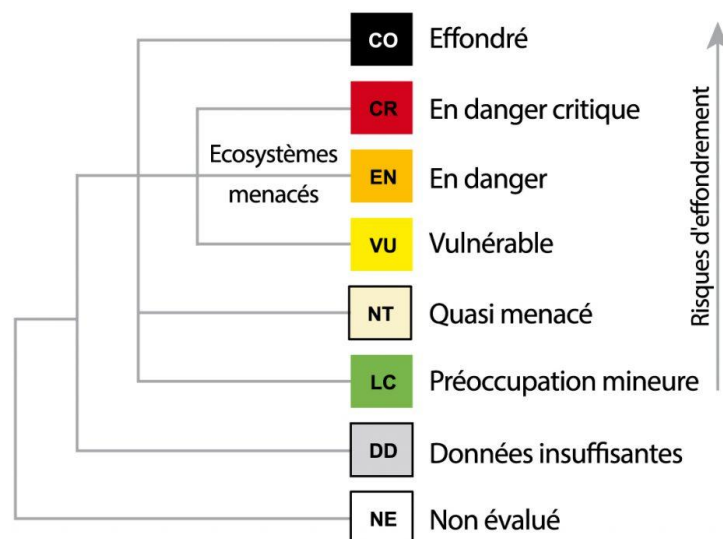 CO Effondré
CR En danger critique
Ecosystèmes
menacés
EN En danger
VU Vulnérable
NT Quasi menacé
LC Préoccupation mineure
DD Données insuffisantes
NE Non évalué
Risques d'effondrement